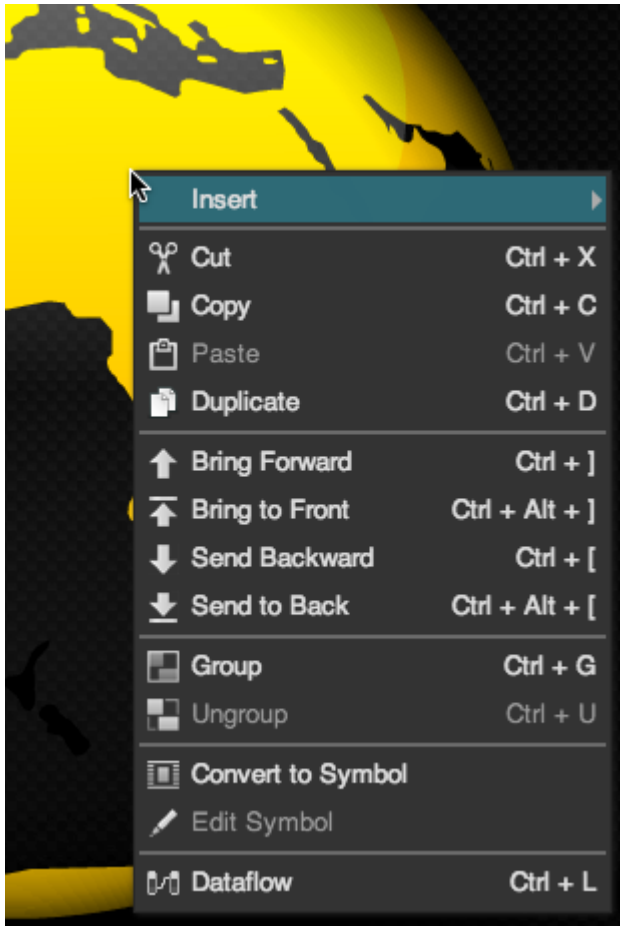 Insert
Cut Ctrl + X
Copy Ctrl + C
Paste Ctrl + V
Duplicate Ctrl + D
Bring Forward Ctrl + ]
Bring to Front Ctrl + Alt + ]
Send Backward Ctrl + [
Send to Back Ctrl + Alt + [
Group Ctrl + G
Ungroup Ctrl + U
Convert to Symbol
Edit Symbol
Dataflow Ctrl + L